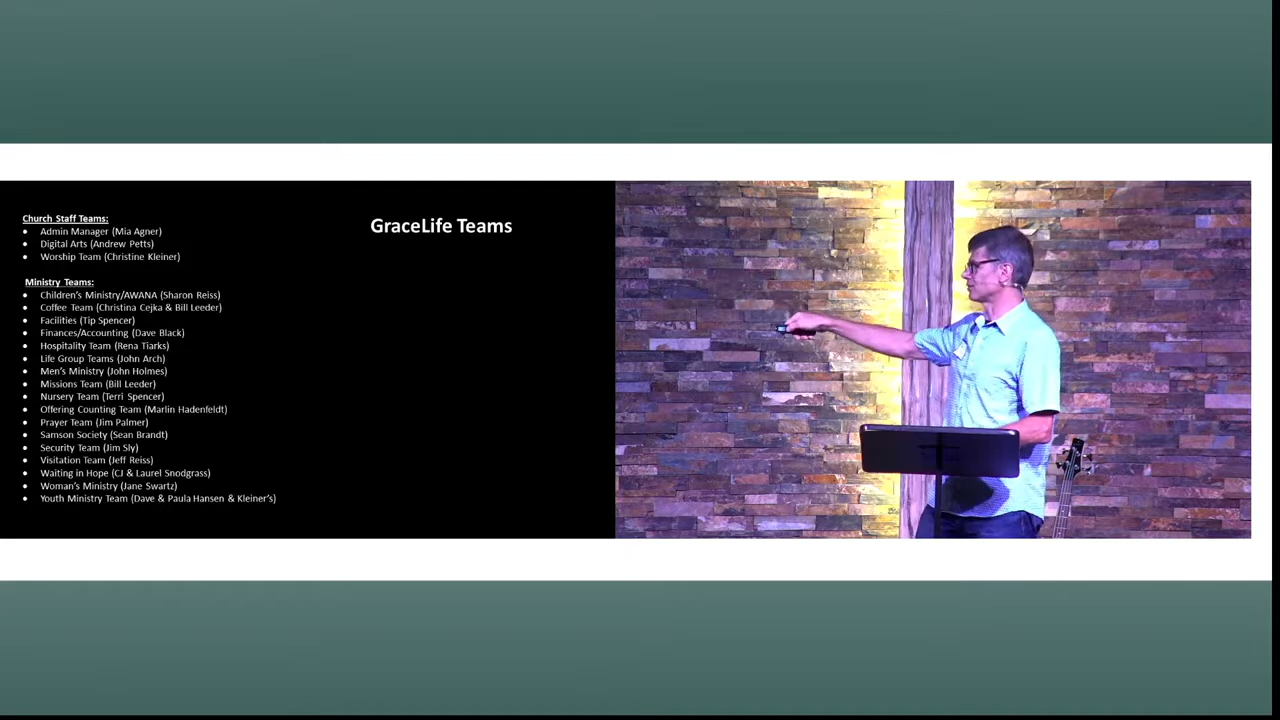 GraceLife Teams
Church Staff Teams:
• Admin Manager (Mia Agner)
• Digital Arts (Andrew Petts)
• Worship Team (Christine Kleiner)
Ministry Teams:
• Children's Ministry/AWANA (Sharon Reiss)
• Coffee Team (Christina Cejka & Bill Leeder)
• Facilities (Tip Spencer)
• Finances/Accounting (Dave Black)
• Hospitality Team (Rena Tiarks)
• Life Group Teams (John Arch)
• Men's Ministry (John Holmes)
• Missions Team (Bill Leeder)
• Nursery Team (Terri Spencer)
• Offering Counting Team (Marlin Hadenfeldt)
• Prayer Team (Jim Palmer)
• Samson Society (Sean Brandt)
• Security Team (Jim Sly)
• Visitation Team (Jeff Reiss)
• Waiting in Hope (CJ & Laurel Snodgrass)
• Woman's Ministry (Jane Swartz)
• Youth Ministry Team (Dave & Paula Hansen & Kleiner's)